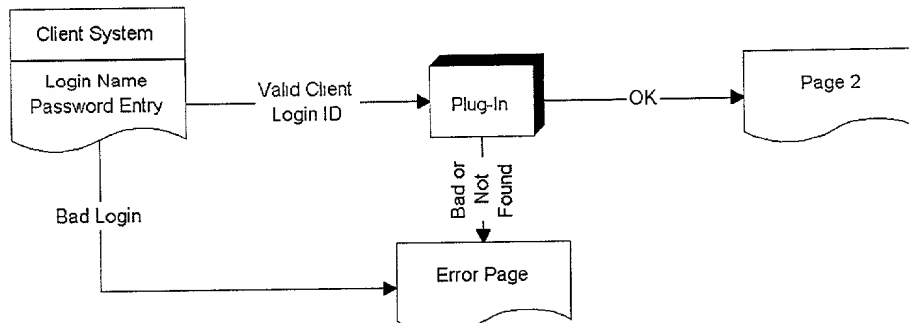 Client System
Login Name
Password Entry
Valid Client
Login ID
Plug-In
OK
Page 2
Bad or
Not
Found
Bad Login
Error Page